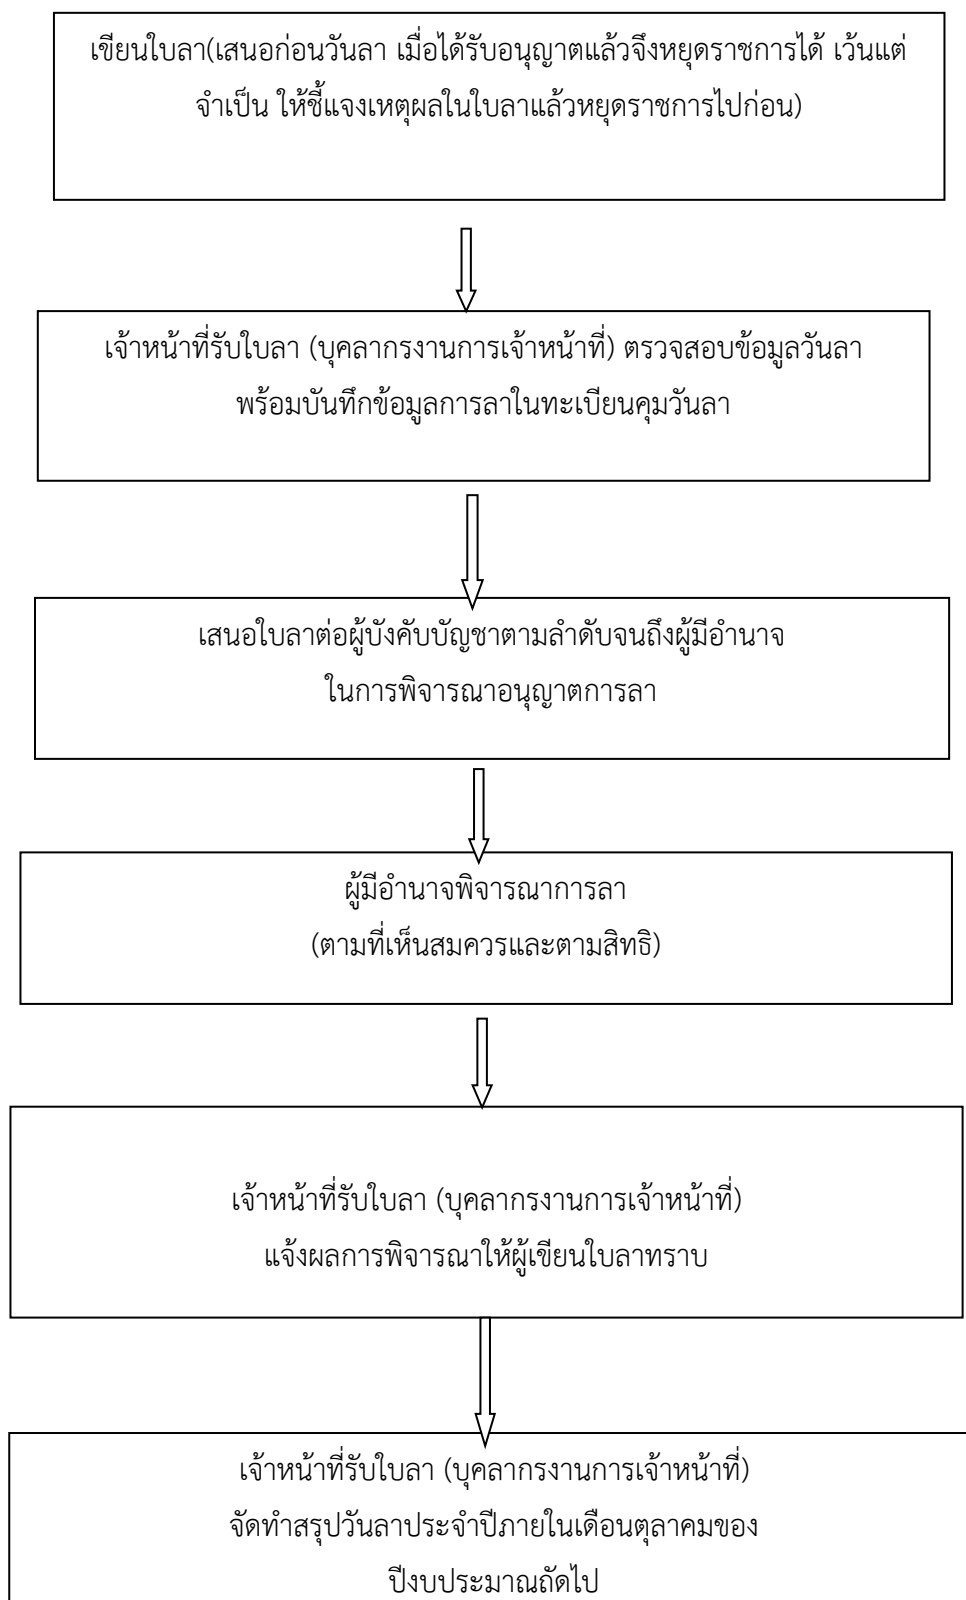 เขียนใบลา(เสนอก่อนวันลา เมื่อได้รับอนุญาตแล้วจึงหยุดราชการได้ เว้นแต่
จำเป็น ให้ชี้แจงเหตุผลในใบลาแล้วหยุดราชการไปก่อน)
เจ้าหน้าที่รับใบลา (บุคลากรงานการเจ้าหน้าที่) ตรวจสอบข้อมูลวันลา
พร้อมบันทึกข้อมูลการลาในทะเบียนคุมวันลา
เสนอใบลาต่อผู้บังคับบัญชาตามลำดับจนถึงผู้มีอำนาจ
ในการพิจารณาอนุญาตการลา
ผู้มีอำนาจพิจารณาการลา
(ตามที่เห็นสมควรและตามสิทธิ)
เจ้าหน้าที่รับใบลา (บุคลากรงานการเจ้าหน้าที่)
แจ้งผลการพิจารณาให้ผู้เขียนใบลาทราบ
เจ้าหน้าที่รับใบลา (บุคลากรงานการเจ้าหน้าที่)
จัดทำสรุปวันลาประจำปีภายในเดือนตุลาคมของ
ปีงบประมาณถัดไป